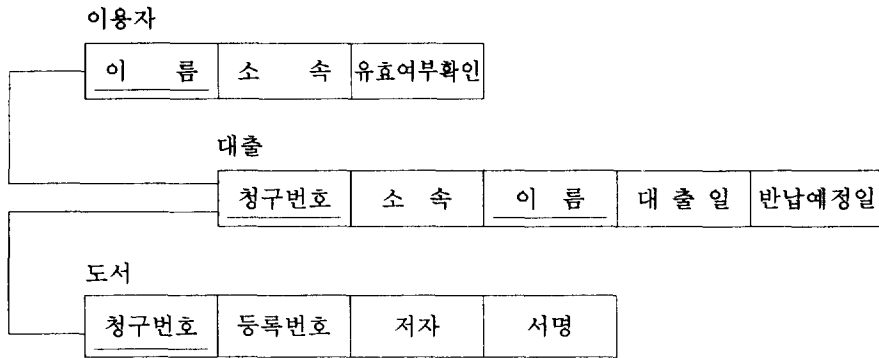 이용자
이 름 소 속 유효여부확인
대출
청구번호 소 속 이 름 대 출 일 반납예정일
도서
청구번호 등록번호 저자 서명